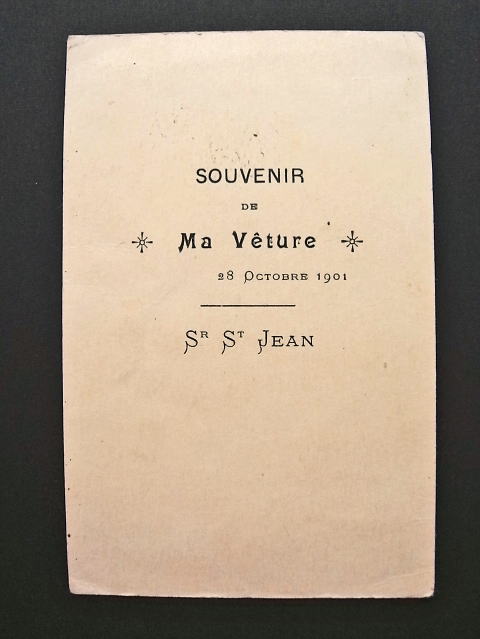 SOUVENIR
DE
Ma Vêture
28 OCTOBRE 1901
SR ST JEAN